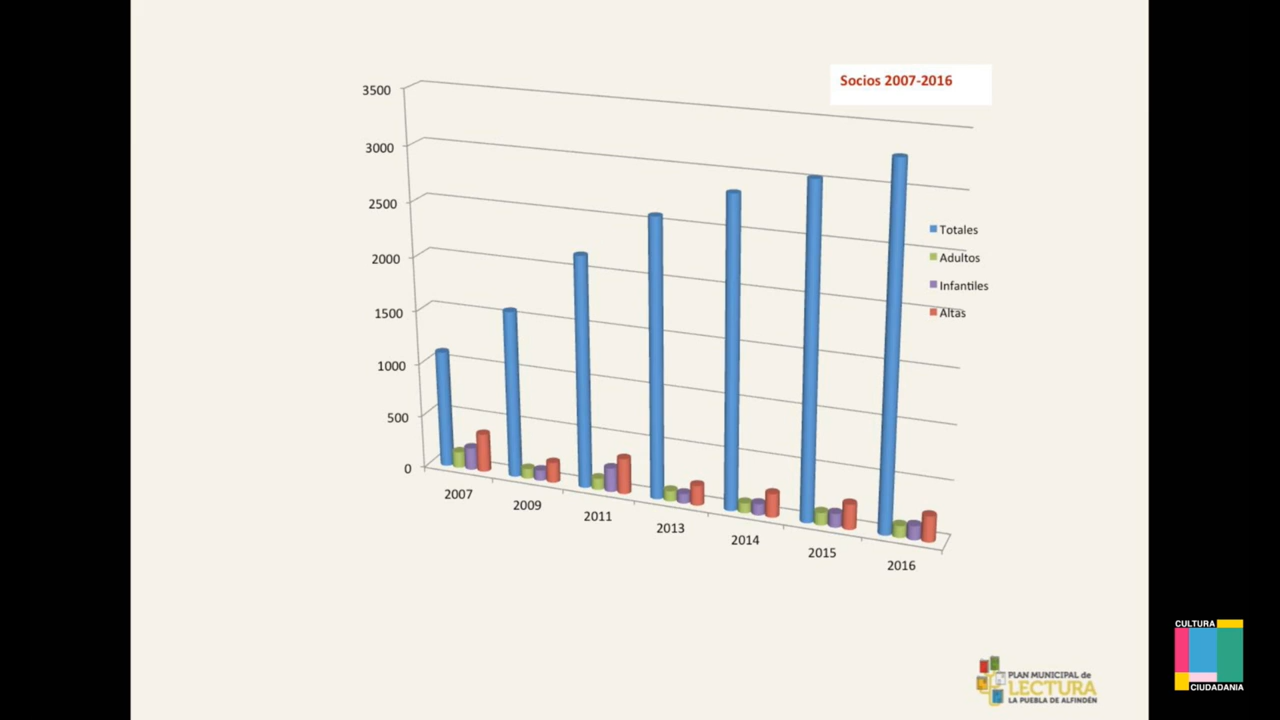 Socios 2007-2016
3500
3000
2500
2000
1500
1000
500
0
2007
2009
2011
2013
2014
2015
2016
Totales
Adultos
Infantiles
Altas
PLAN MUNICIPAL de
LECTURA
LA PUEBLA DE ALFINDÉN
CULTURA
CIUDADANIA